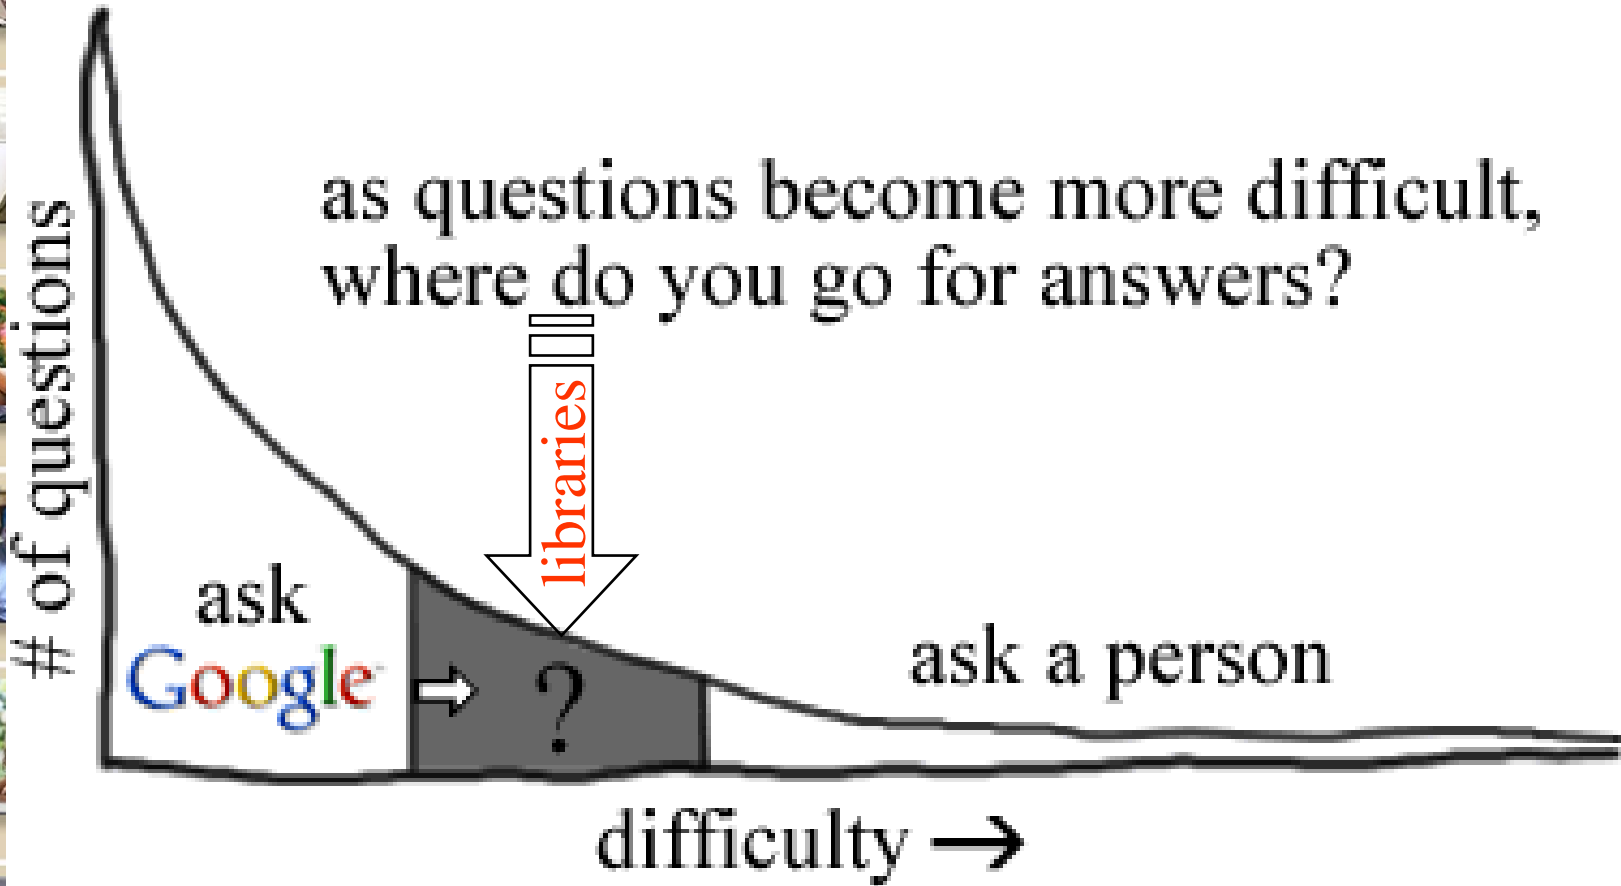 as questions become more difficult,
where do you go for answers?
libraries
# of questions
ask
Google
?
ask a person
difficulty →